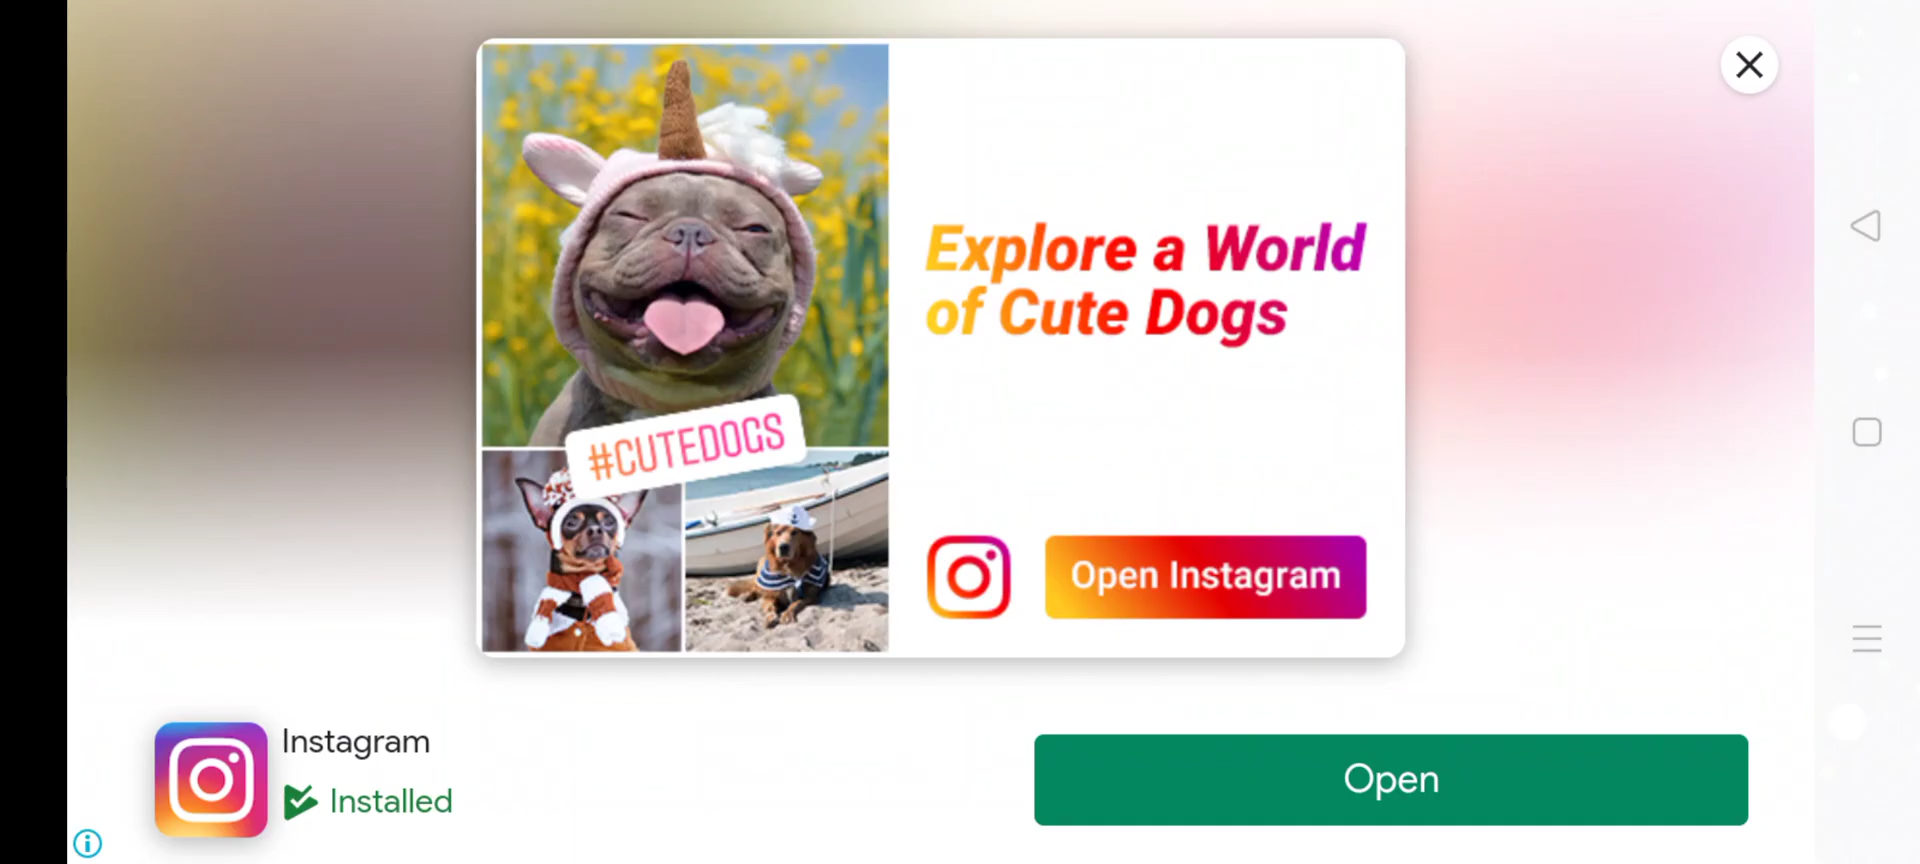 #CUTEDOGS
Explore a World
of Cute Dogs
Open Instagram
Instagram
Installed
Open